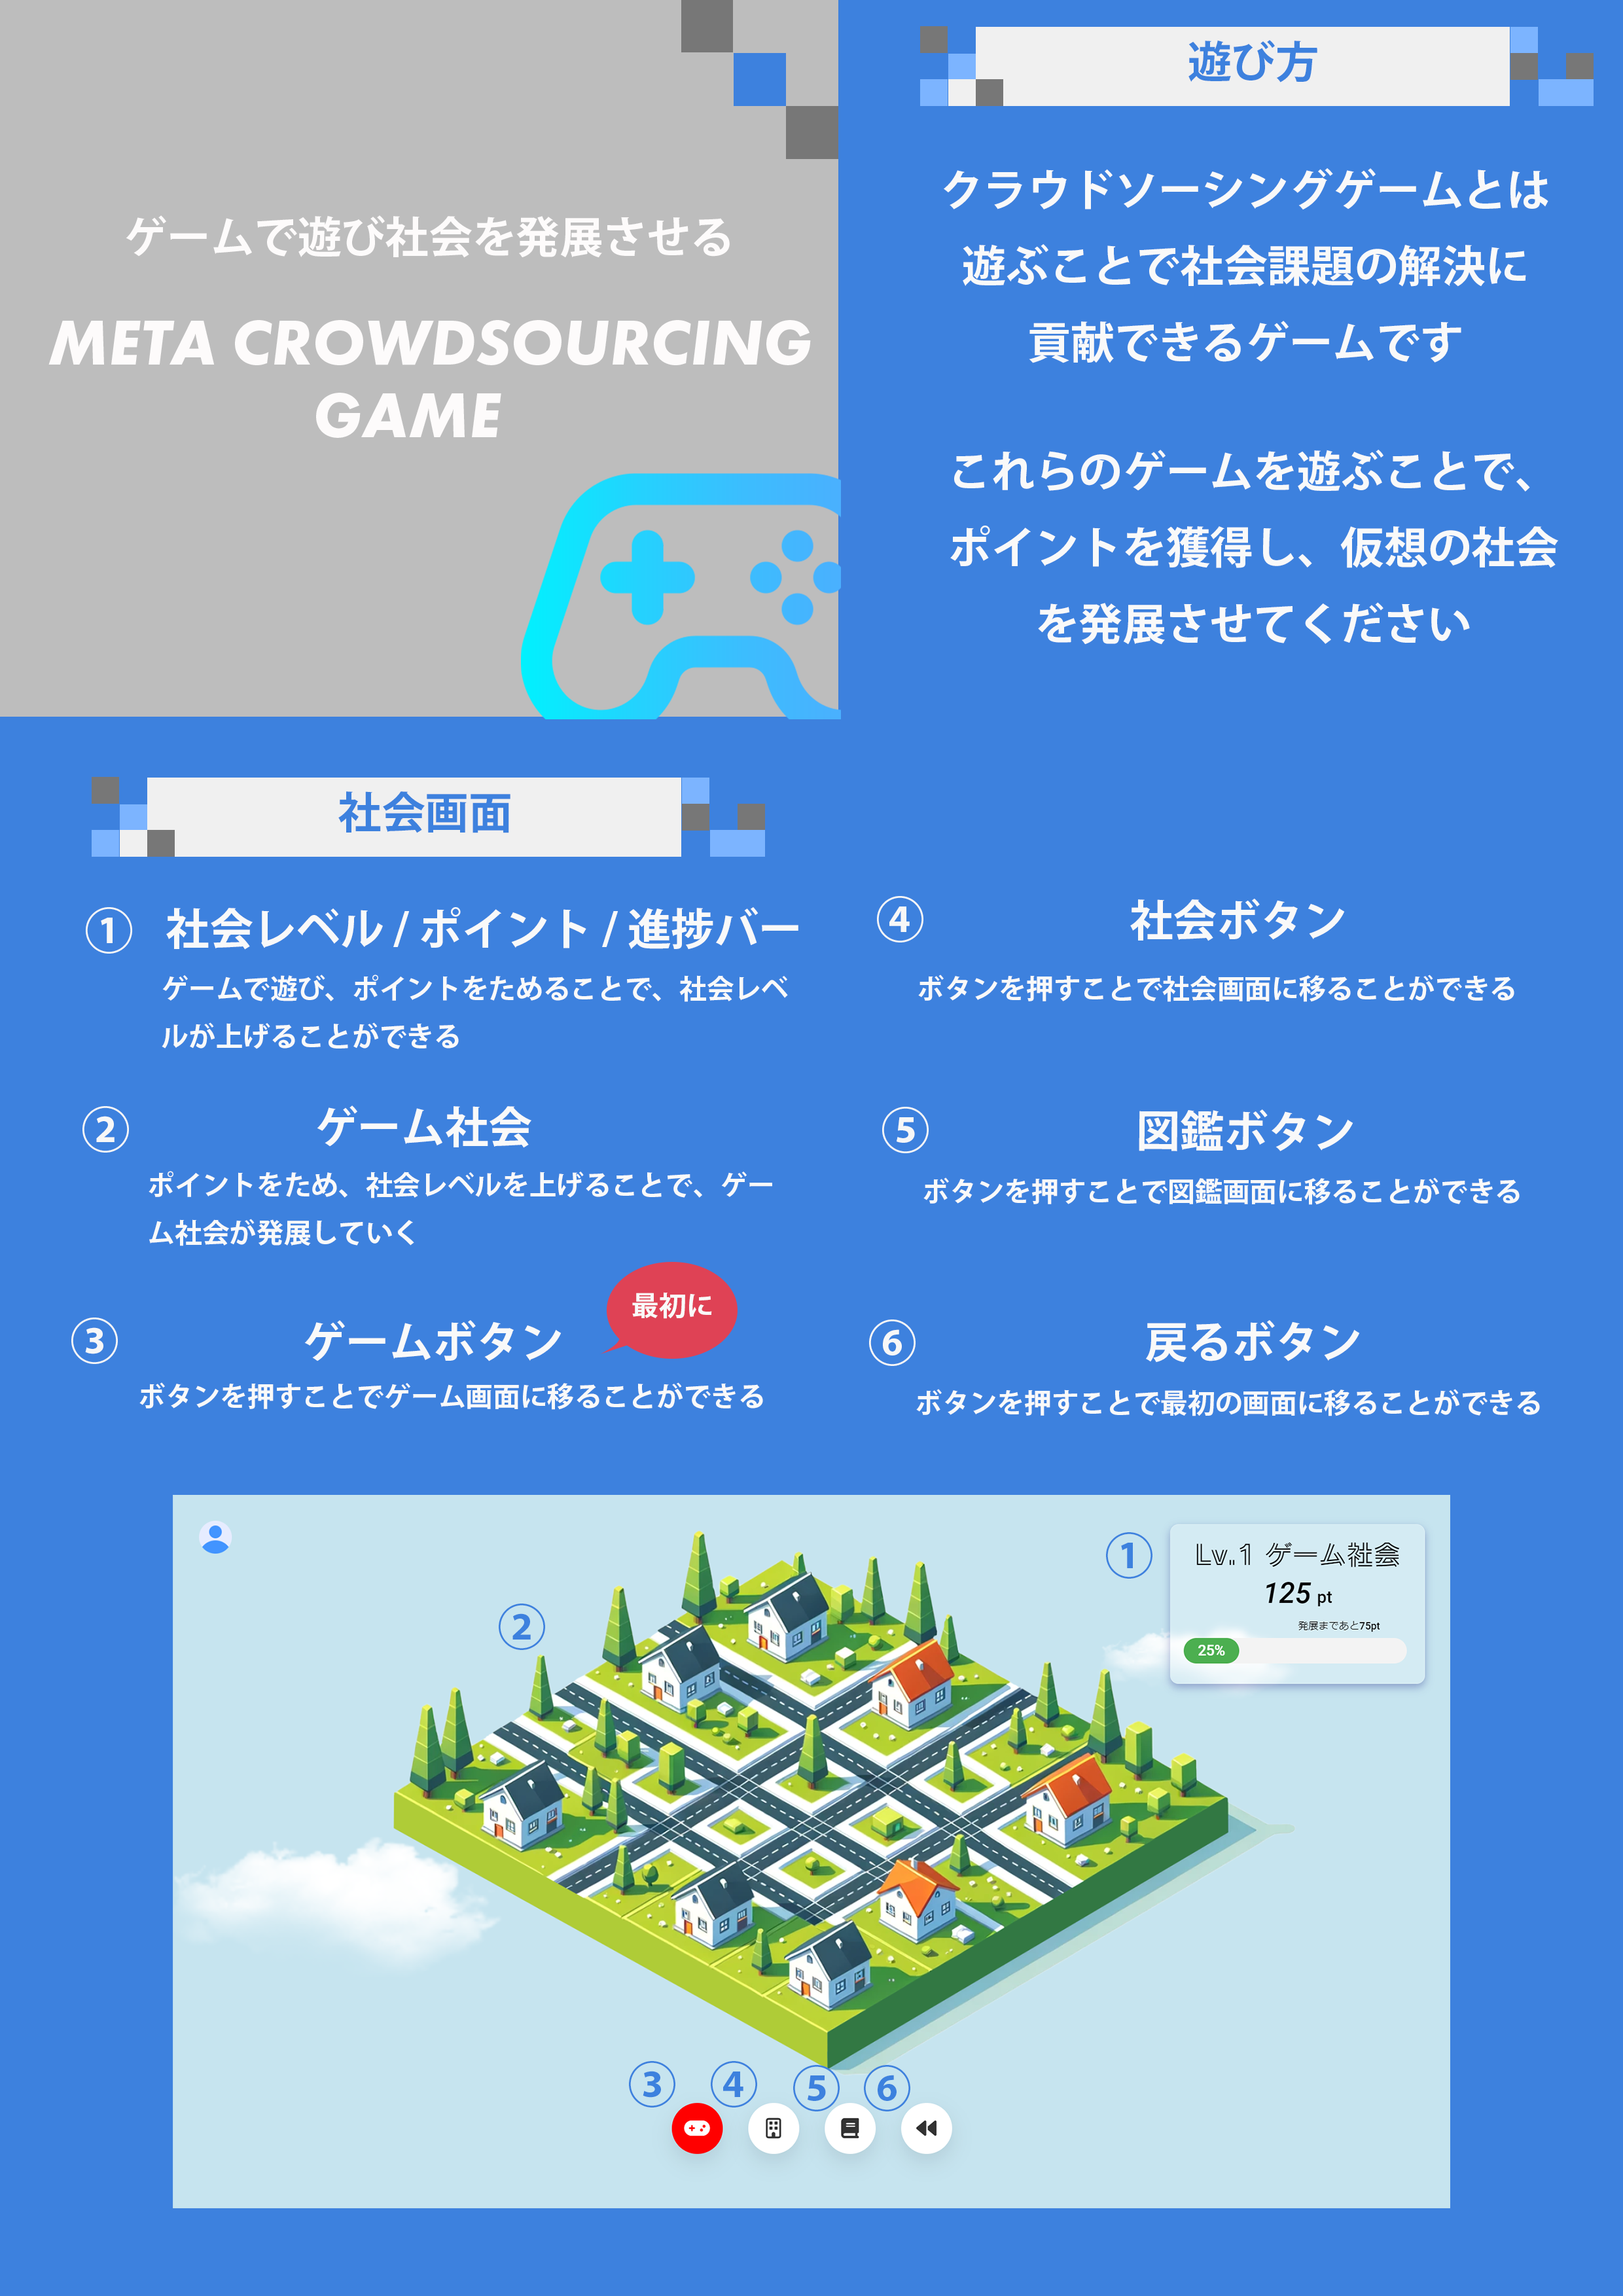 ゲームで遊び社会を発展させる
META CROWDSOURCING
GAME
遊び方
クラウドソーシングゲームとは
遊ぶことで社会課題の解決に
貢献できるゲームです
これらのゲームを遊ぶことで、
ポイントを獲得し、仮想の社会
を発展させてください
社会画面
① 社会レベル / ポイント / 進捗バー
ゲームで遊び、ポイントをためることで、社会レベ
ルが上げることができる
② ゲーム社会
ポイントをため、社会レベルを上げることで、ゲー
ム社会が発展していく
最初に
③ ゲームボタン
ボタンを押すことでゲーム画面に移ることができる
④ 社会ボタン
ボタンを押すことで社会画面に移ることができる
⑤ 図鑑ボタン
ボタンを押すことで図鑑画面に移ることができる
⑥ 戻るボタン
ボタンを押すことで最初の画面に移ることができる
①
Lv.1 ゲーム社会
125 pt
発展まであと75pt
25%
②
③ ④ ⑤ ⑥